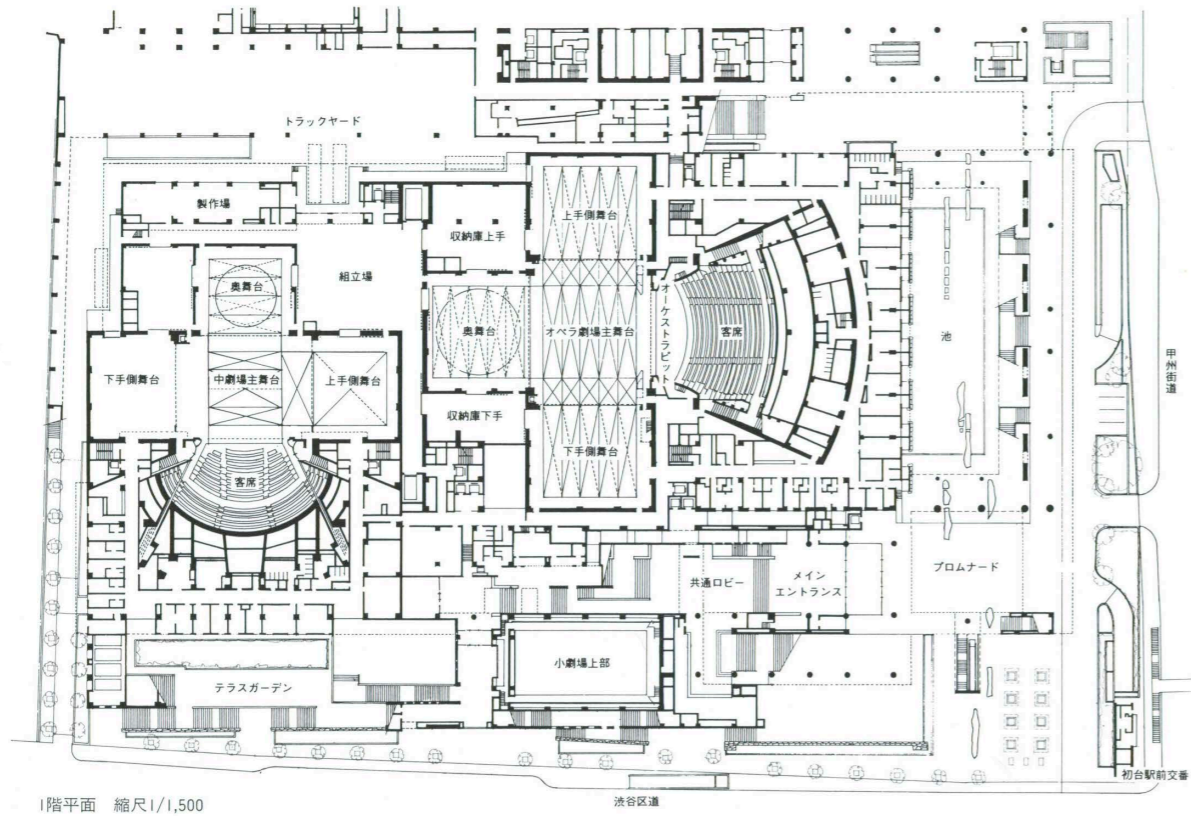 トラックヤード
製作場
収納庫上手
上手側舞台
組立場
奥舞台
奥舞台
オペラ劇場主舞台
オーケストラピット
客席
池
甲州街道
下手側舞台
中劇場主舞台
上手側舞台
収納庫下手
下手側舞台
客席
共通ロビー
メイン
エントランス
プロムナード
小劇場上部
テラスガーデン
初台駅前交番
渋谷区道
1階平面 縮尺1/1,500